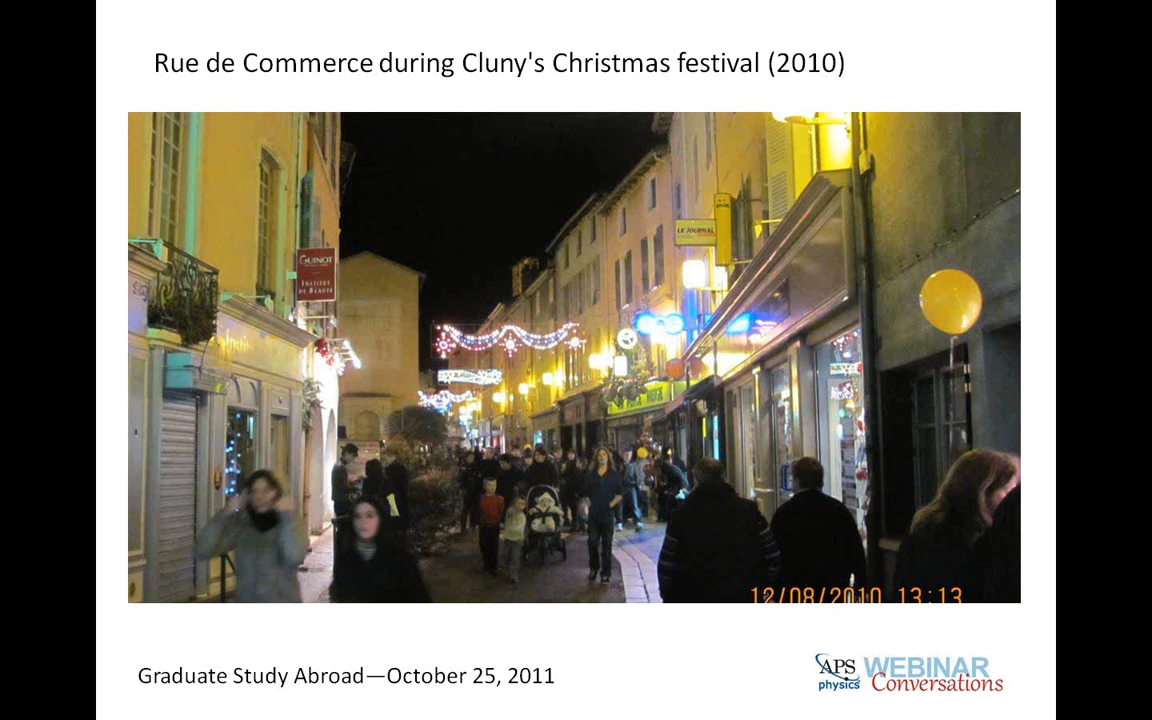 Rue de Commerce during Cluny's Christmas festival (2010)
GUINOT
INSTITUT
DE BEAUTÉ
LE JOURNAL
12/08/2010 13:13
Graduate Study Abroad—October 25, 2011
APS
physics
WEBINAR
Conversations